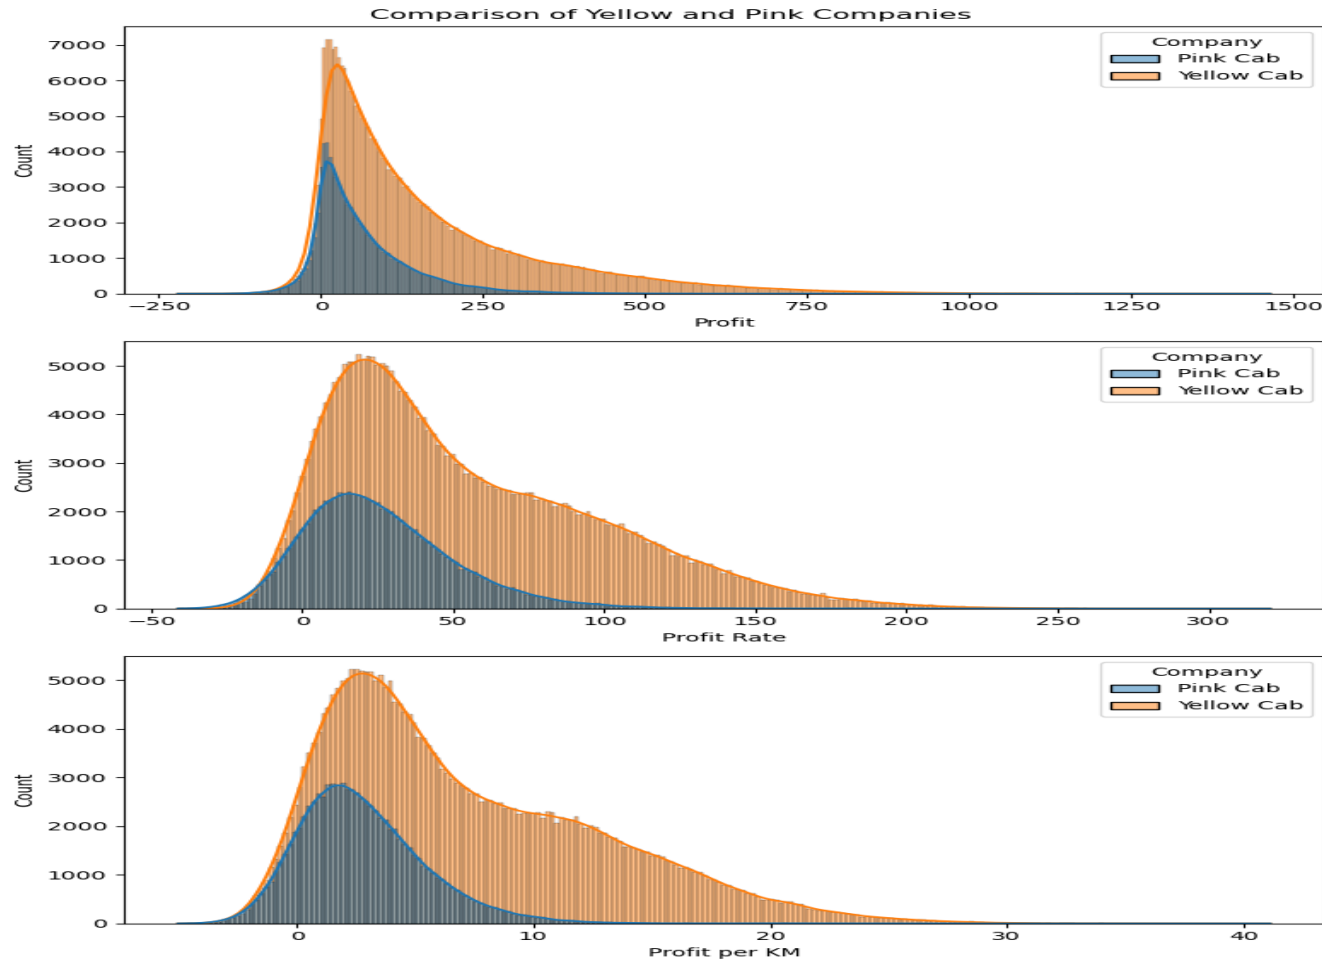 Comparison of Yellow and Pink Companies
Company
Pink Cab
Yellow Cab
7000
6000
5000
4000
3000
2000
1000
0
Count
−250 0 250 500 750 1000 1250 1500
Profit
Company
Pink Cab
Yellow Cab
5000
4000
3000
2000
1000
0
Count
−50 0 50 100 150 200 250 300
Profit Rate
Company
Pink Cab
Yellow Cab
5000
4000
3000
2000
1000
0
Count
0 10 20 30 40
Profit per KM